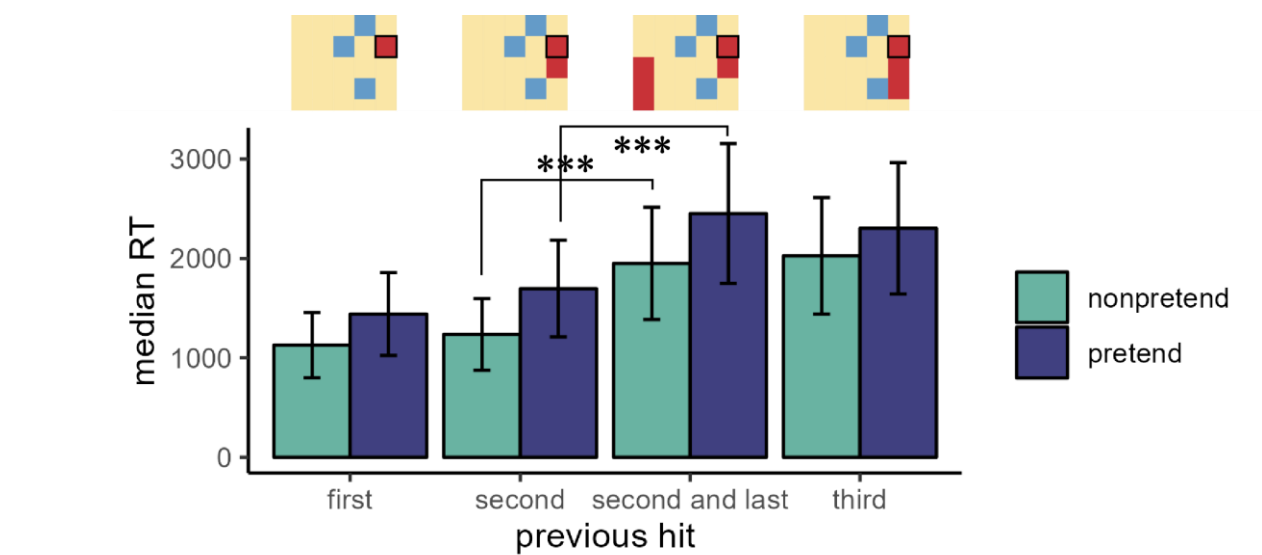 ***
***
3000
2000
1000
0
median RT
first second second and last third
previous hit
nonpretend
pretend